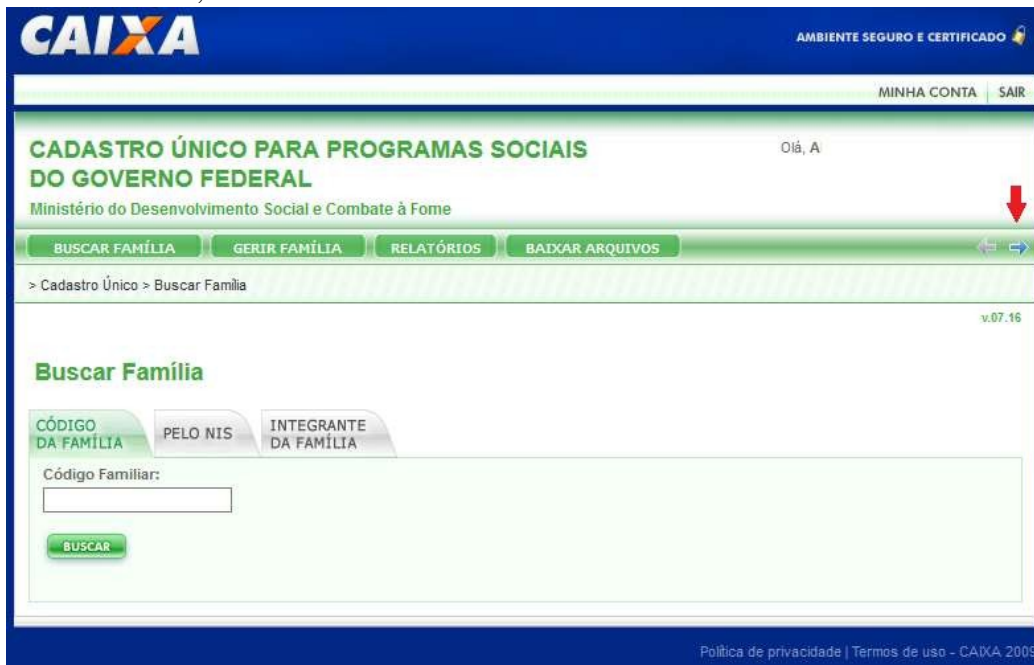 CAIXA
AMBIENTE SEGURO E CERTIFICADO
MINHA CONTA SAIR
CADASTRO ÚNICO PARA PROGRAMAS SOCIAIS
DO GOVERNO FEDERAL
Olá, A
Ministério do Desenvolvimento Social e Combate à Fome
BUSCAR FAMÍLIA GERIR FAMÍLIA RELATÓRIOS BAIXAR ARQUIVOS
> Cadastro Único > Buscar Família
v.07.16
Buscar Família
CÓDIGO
DA FAMÍLIA
PELO NIS
INTEGRANTE
DA FAMÍLIA
Código Familiar:
BUSCAR
Política de privacidade | Termos de uso - CAIXA 2009